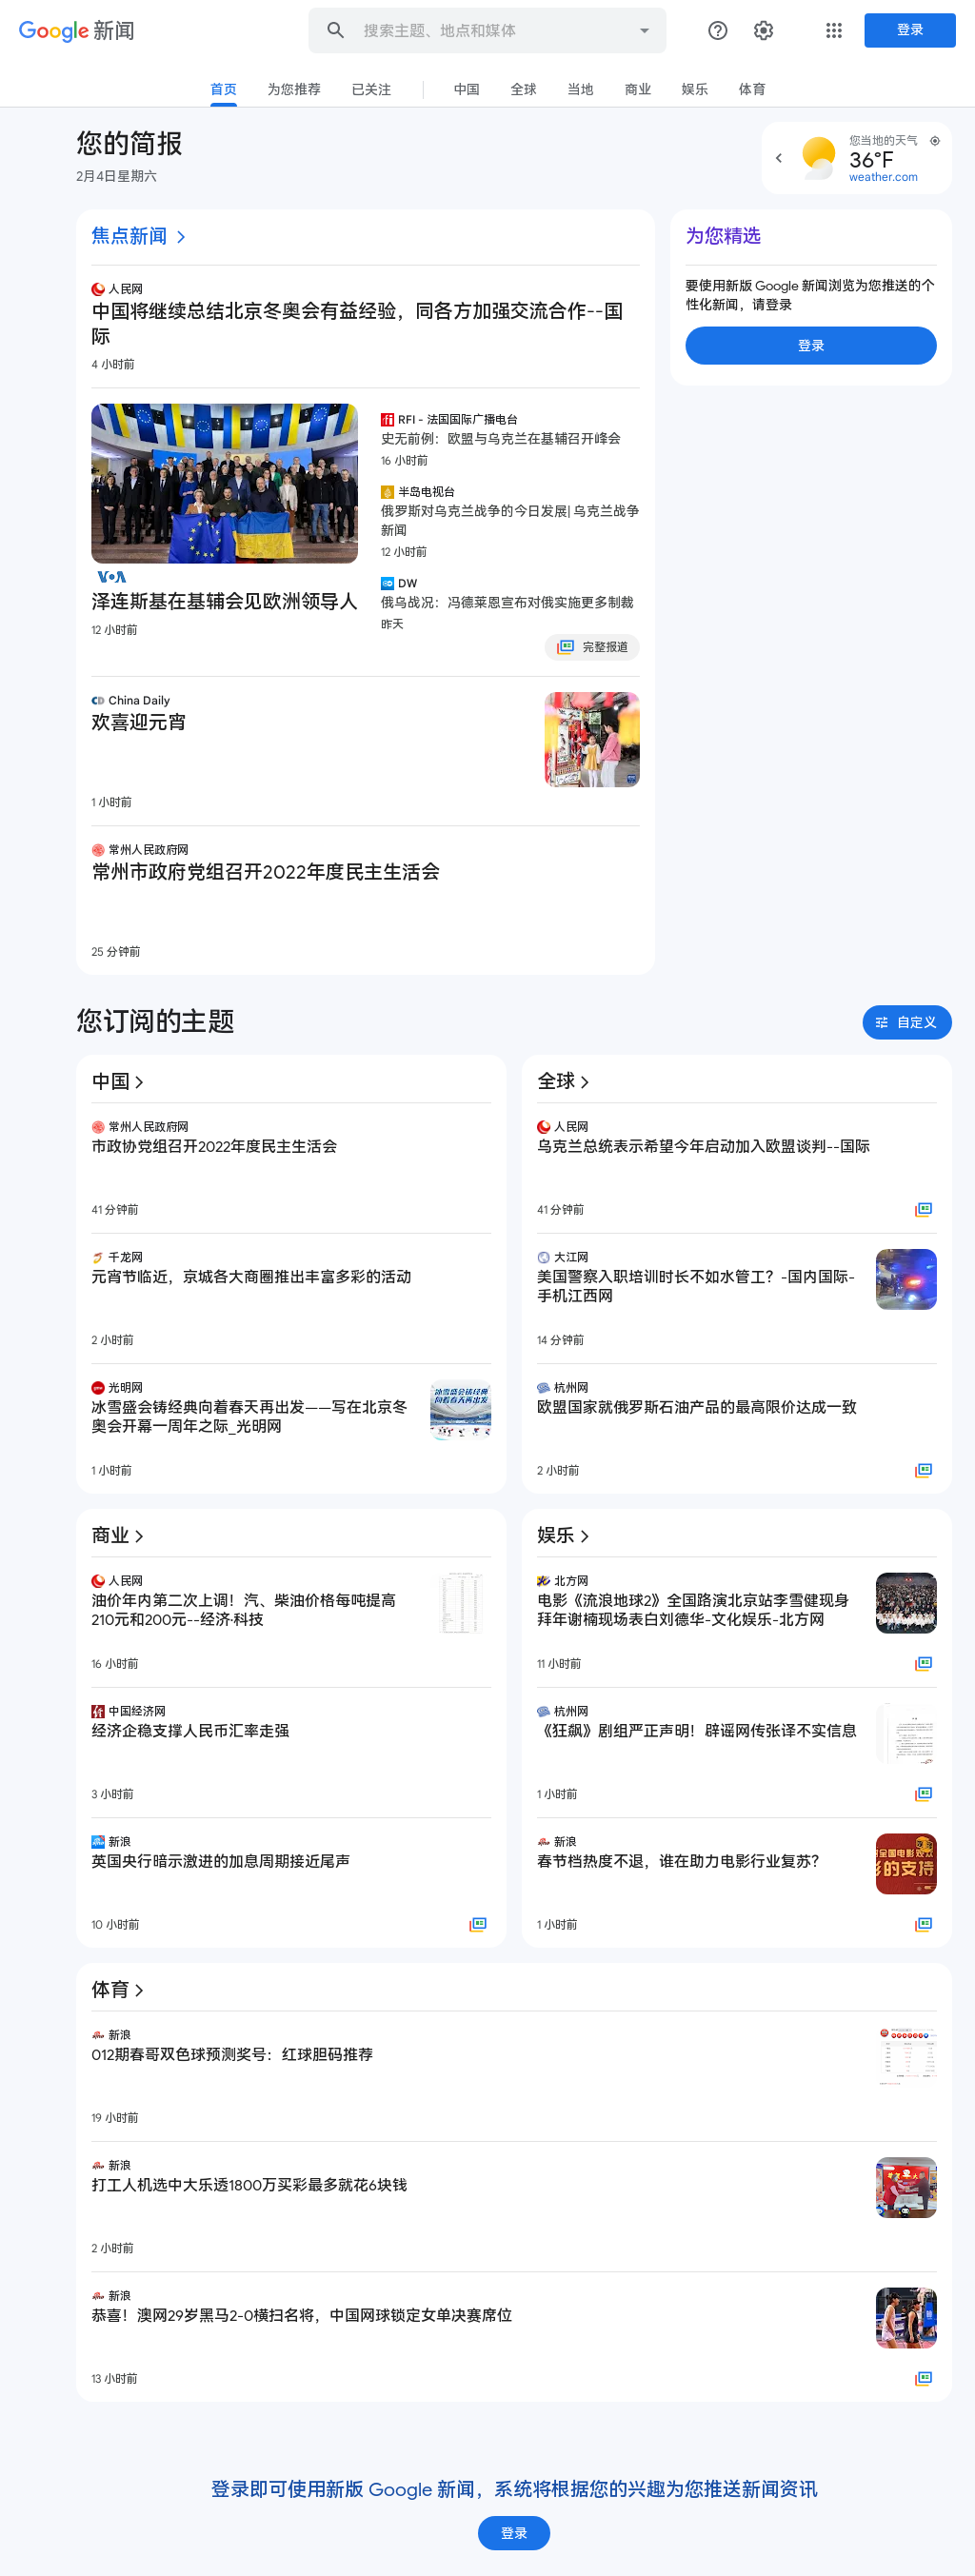 Google 新闻
搜索主题、地点和媒体
登录
首页
为您推荐
已关注
中国
全球
当地
商业
娱乐
体育
您的简报
2月4日星期六
您当地的天气
36°F
weather.com
焦点新闻
人民网
中国将继续总结北京冬奥会有益经验，同各方加强交流合作--国
际
4 小时前
VOA
泽连斯基在基辅会见欧洲领导人
12 小时前
RFI - 法国国际广播电台
史无前例：欧盟与乌克兰在基辅召开峰会
16 小时前
半岛电视台
俄罗斯对乌克兰战争的今日发展| 乌克兰战争
新闻
12 小时前
DW
俄乌战况：冯德莱恩宣布对俄实施更多制裁
昨天
完整报道
China Daily
欢喜迎元宵
1 小时前
常州人民政府网
常州市政府党组召开2022年度民主生活会
25 分钟前
为您精选
要使用新版 Google 新闻浏览为您推送的个
性化新闻，请登录
登录
您订阅的主题
自定义
中国
常州人民政府网
市政协党组召开2022年度民主生活会
41 分钟前
千龙网
元宵节临近，京城各大商圈推出丰富多彩的活动
2 小时前
光明网
冰雪盛会铸经典向着春天再出发——写在北京冬
奥会开幕一周年之际_光明网
冰雪盛会铸经典
向着春天再出发
1 小时前
全球
人民网
乌克兰总统表示希望今年启动加入欧盟谈判--国际
41 分钟前
大江网
美国警察入职培训时长不如水管工？-国内国际-
手机江西网
14 分钟前
杭州网
欧盟国家就俄罗斯石油产品的最高限价达成一致
2 小时前
商业
人民网
油价年内第二次上调！汽、柴油价格每吨提高
210元和200元--经济·科技
16 小时前
中国经济网
经济企稳支撑人民币汇率走强
3 小时前
新浪
英国央行暗示激进的加息周期接近尾声
10 小时前
娱乐
北方网
电影《流浪地球2》全国路演北京站李雪健现身
拜年谢楠现场表白刘德华-文化娱乐-北方网
11 小时前
杭州网
《狂飙》剧组严正声明！辟谣网传张译不实信息
1 小时前
新浪
春节档热度不退，谁在助力电影行业复苏？
全国电影观众
的支持
1 小时前
体育
新浪
012期春哥双色球预测奖号：红球胆码推荐
19 小时前
新浪
打工人机选中大乐透1800万买彩最多就花6块钱
2 小时前
新浪
恭喜！澳网29岁黑马2-0横扫名将，中国网球锁定女单决赛席位
13 小时前
登录即可使用新版 Google 新闻，系统将根据您的兴趣为您推送新闻资讯
登录